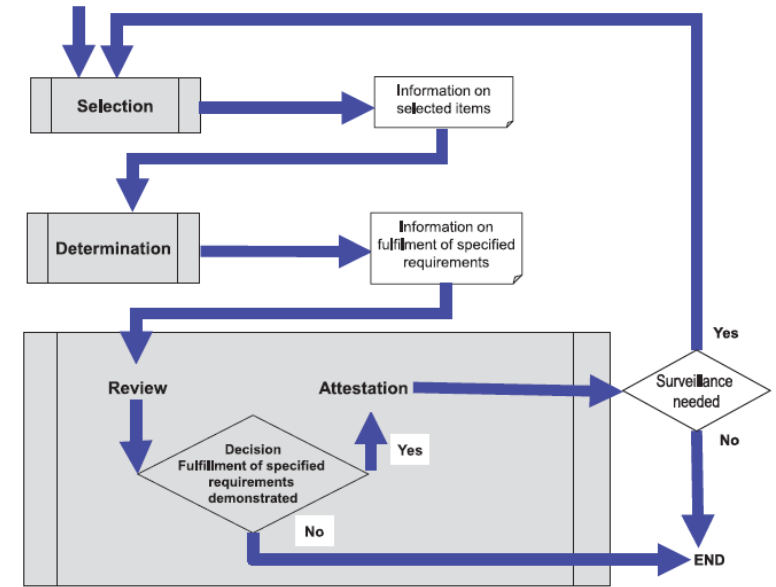 Selection
Information on
selected items
Determination
Information on
fulfilment of specified
requirements
Review
Attestation
Decision
Fulfillment of specified
requirements
demonstrated
Yes
No
Yes
Surveillance
needed
No
END